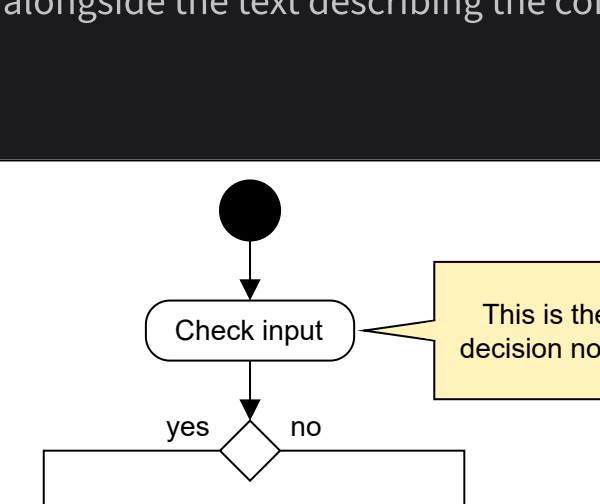 alongside the text describing the
Check input
This is the
decision
yes
no